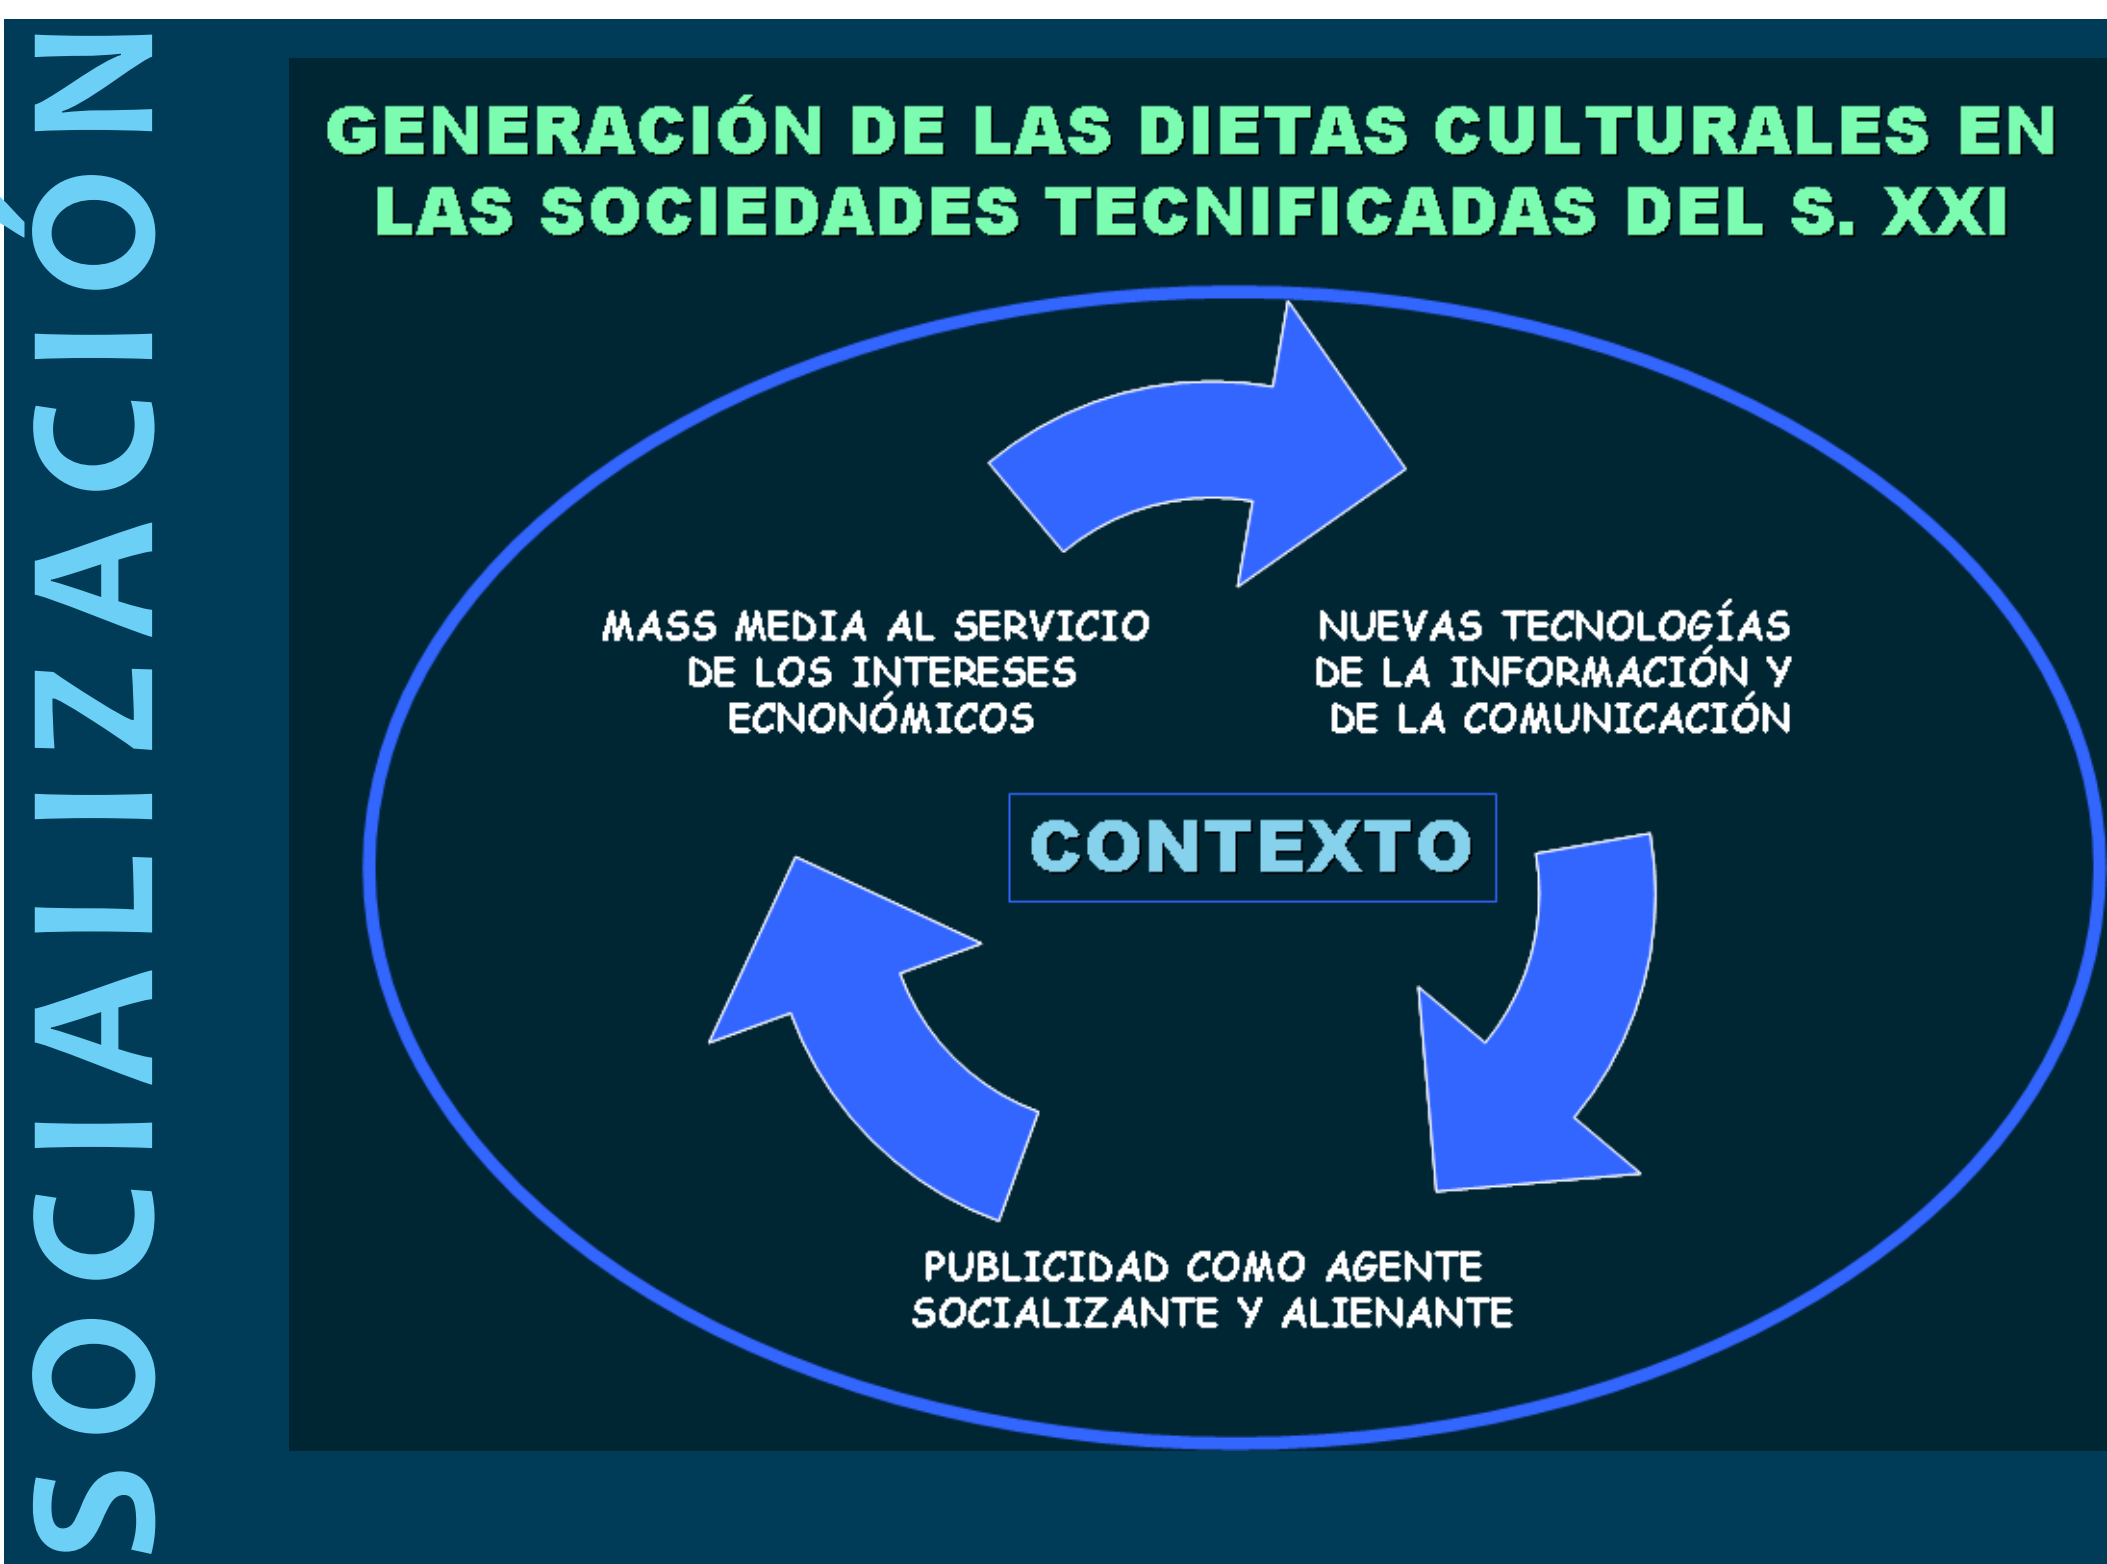 SOCIALIZACIÓN
GENERACIÓN DE LAS DIETAS CULTURALES EN
LAS SOCIEDADES TECNIFICADAS DEL S. XXI
MASS MEDIA AL SERVICIO
DE LOS INTERESES
ECNONÓMICOS
NUEVAS TECNOLOGÍAS
DE LA INFORMACIÓN Y
DE LA COMUNICACIÓN
CONTEXTO
PUBLICIDAD COMO AGENTE
SOCIALIZANTE Y ALIENANTE